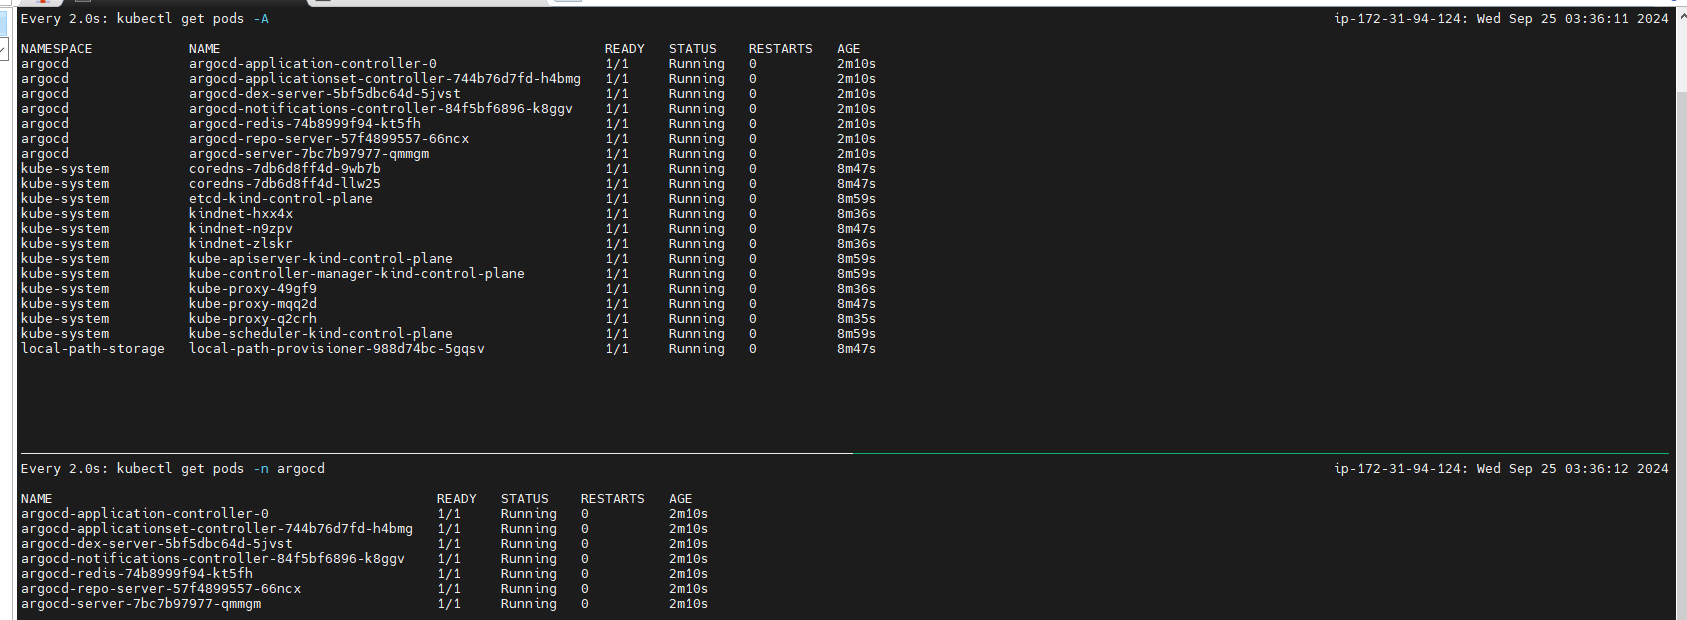 Every 2.0s: kubectl get pods -A ip-172-31-94-124: Wed Sep 25 03:36:11 2024
NAMESPACE NAME READY STATUS RESTARTS AGE
argocd argocd-application-controller-0 1/1 Running 0 2m10s
argocd argocd-applicationset-controller-744b76d7fd-h4bmg 1/1 Running 0 2m10s
argocd argocd-dex-server-5bf5dbc64d-5jvst 1/1 Running 0 2m10s
argocd argocd-notifications-controller-84f5bf6896-k8ggv 1/1 Running 0 2m10s
argocd argocd-redis-74b8999f94-kt5fh 1/1 Running 0 2m10s
argocd argocd-repo-server-57f4899557-66ncx 1/1 Running 0 2m10s
argocd argocd-server-7bc7b97977-qmmgm 1/1 Running 0 2m10s
kube-system coredns-7db6d8ff4d-9wb7b 1/1 Running 0 8m47s
kube-system coredns-7db6d8ff4d-llw25 1/1 Running 0 8m47s
kube-system etcd-kind-control-plane 1/1 Running 0 8m59s
kube-system kindnet-hxx4x 1/1 Running 0 8m36s
kube-system kindnet-n9zpv 1/1 Running 0 8m47s
kube-system kindnet-zlskr 1/1 Running 0 8m36s
kube-system kube-apiserver-kind-control-plane 1/1 Running 0 8m59s
kube-system kube-controller-manager-kind-control-plane 1/1 Running 0 8m59s
kube-system kube-proxy-49gf9 1/1 Running 0 8m36s
kube-system kube-proxy-mqq2d 1/1 Running 0 8m47s
kube-system kube-proxy-q2crh 1/1 Running 0 8m35s
kube-system kube-scheduler-kind-control-plane 1/1 Running 0 8m59s
local-path-storage local-path-provisioner-988d74bc-5gqsv 1/1 Running 0 8m47s
Every 2.0s: kubectl get pods -n argocd ip-172-31-94-124: Wed Sep 25 03:36:12 2024
NAME READY STATUS RESTARTS AGE
argocd-application-controller-0 1/1 Running 0 2m10s
argocd-applicationset-controller-744b76d7fd-h4bmg 1/1 Running 0 2m10s
argocd-dex-server-5bf5dbc64d-5jvst 1/1 Running 0 2m10s
argocd-notifications-controller-84f5bf6896-k8ggv 1/1 Running 0 2m10s
argocd-redis-74b8999f94-kt5fh 1/1 Running 0 2m10s
argocd-repo-server-57f4899557-66ncx 1/1 Running 0 2m10s
argocd-server-7bc7b97977-qmmgm 1/1 Running 0 2m10s